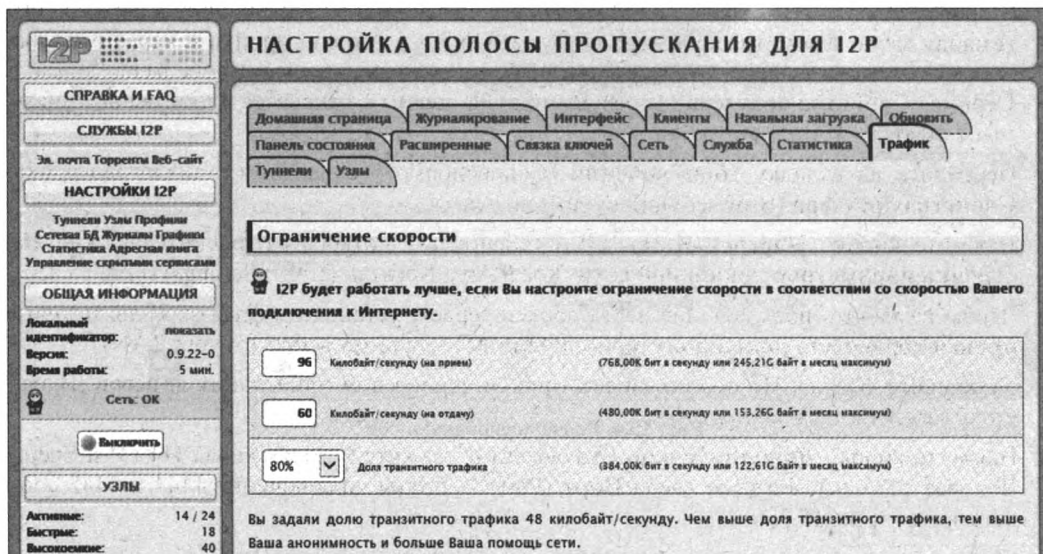 I2P
СПРАВКА И FAQ
СЛУЖБЫ I2P
Эл. почта Торренты Веб-сайт
НАСТРОЙКИ I2P
Туннели Узлы Профили
Сетевая БД Журналы Графики
Статистика Адресная книга
Управление скрытыми сервисами
ОБЩАЯ ИНФОРМАЦИЯ
Локальный идентификатор: показать
Версия: 0.9.22-0
Время работы: 5 мин.
Сеть: OK
Выключить
УЗЛЫ
Активные: 14 / 24
Быстрые: 18
Высокоемкие: 40
НАСТРОЙКА ПОЛОСЫ ПРОПУСКАНИЯ ДЛЯ I2P
Домашняя страница Журналирование Интерфейс Клиенты Начальная загрузка Обновить
Панель состояния Расширенные Связка ключей Сеть Служба Статистика Трафик
Туннели Узлы
Ограничение скорости
I2P будет работать лучше, если Вы настроите ограничение скорости в соответствии со скоростью Вашего
подключения к Интернету.
96 Килобайт/секунду (на прием) (768,00K бит в секунду или 245,21G байт в месяц максимум)
60 Килобайт/секунду (на отдачу) (480,00K бит в секунду или 153,26G байт в месяц максимум)
80% Доля транзитного трафика (384,00K бит в секунду или 122,61G байт в месяц максимум)
Вы задали долю транзитного трафика 48 килобайт/секунду. Чем выше доля транзитного трафика, тем выше
Ваша анонимность и больше Ваша помощь сети.